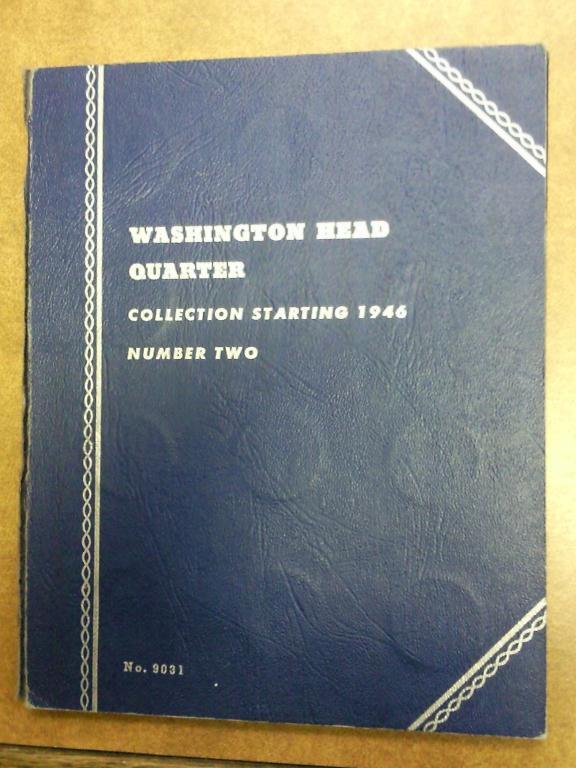 WASHINGTON HEAD
QUARTER
COLLECTION STARTING 1946
NUMBER TWO
No. 9031